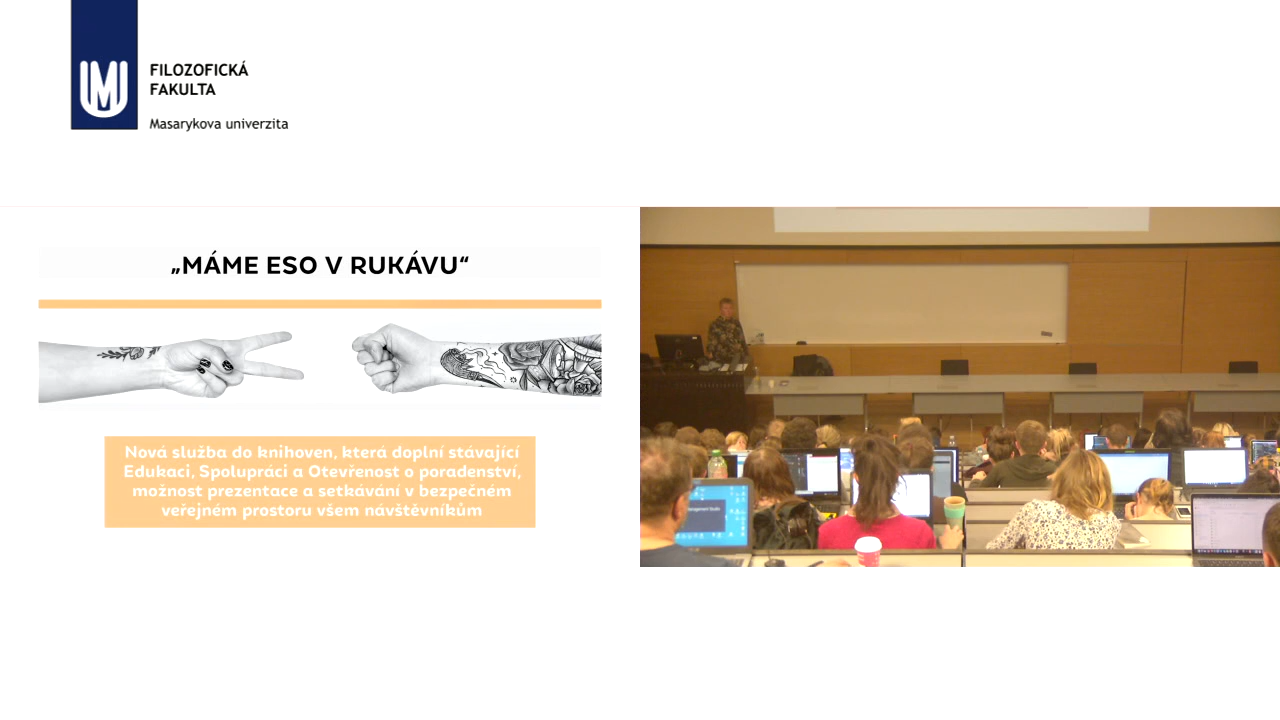 FILOZOFICKÁ
FAKULTA
Masarykova univerzita
„MÁME ESO V RUKÁVU“
Nová služba do knihoven, která doplní stávající
Edukaci, Spolupráci a Otevřenost o poradenství,
možnost prezentace a setkávání v bezpečném
veřejném prostoru všem návštěvníkům